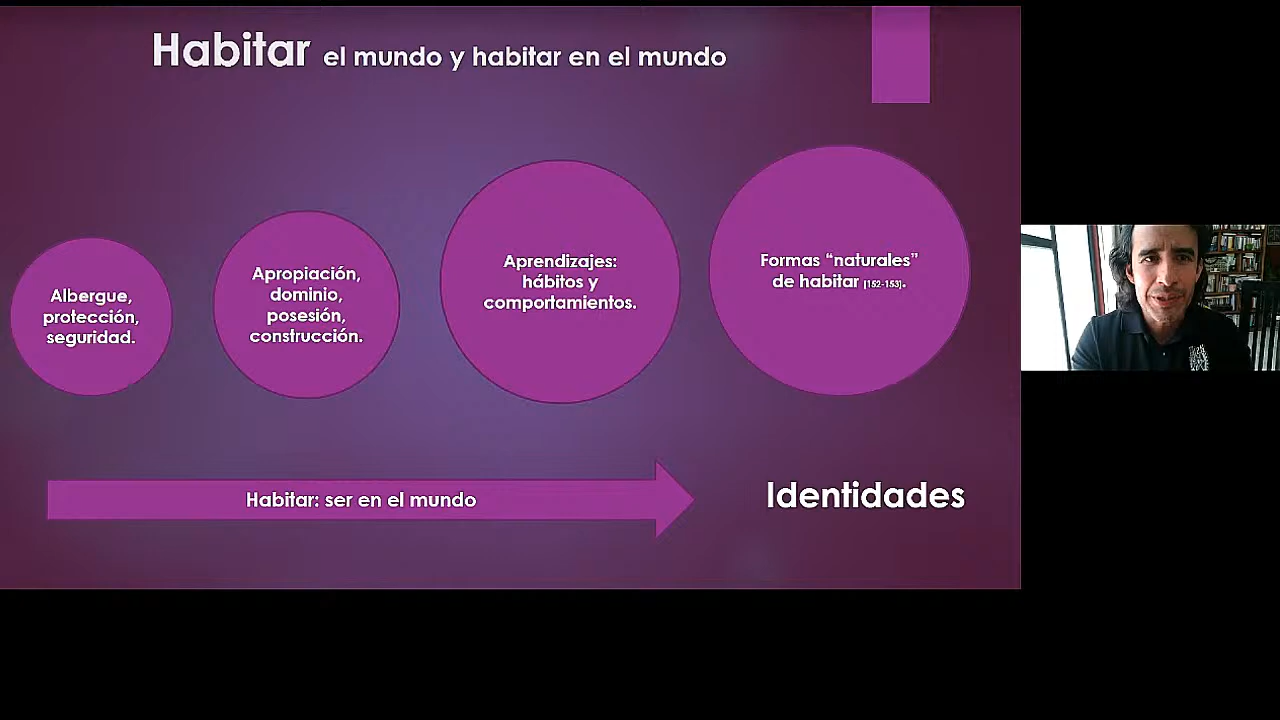 Habitar el mundo y habitar en el mundo
Albergue,
protección,
seguridad.
Apropiación,
dominio,
posesión,
construcción.
Aprendizajes:
hábitos y
comportamientos.
Formas “naturales”
de habitar [152-153].
Habitar: ser en el mundo
Identidades